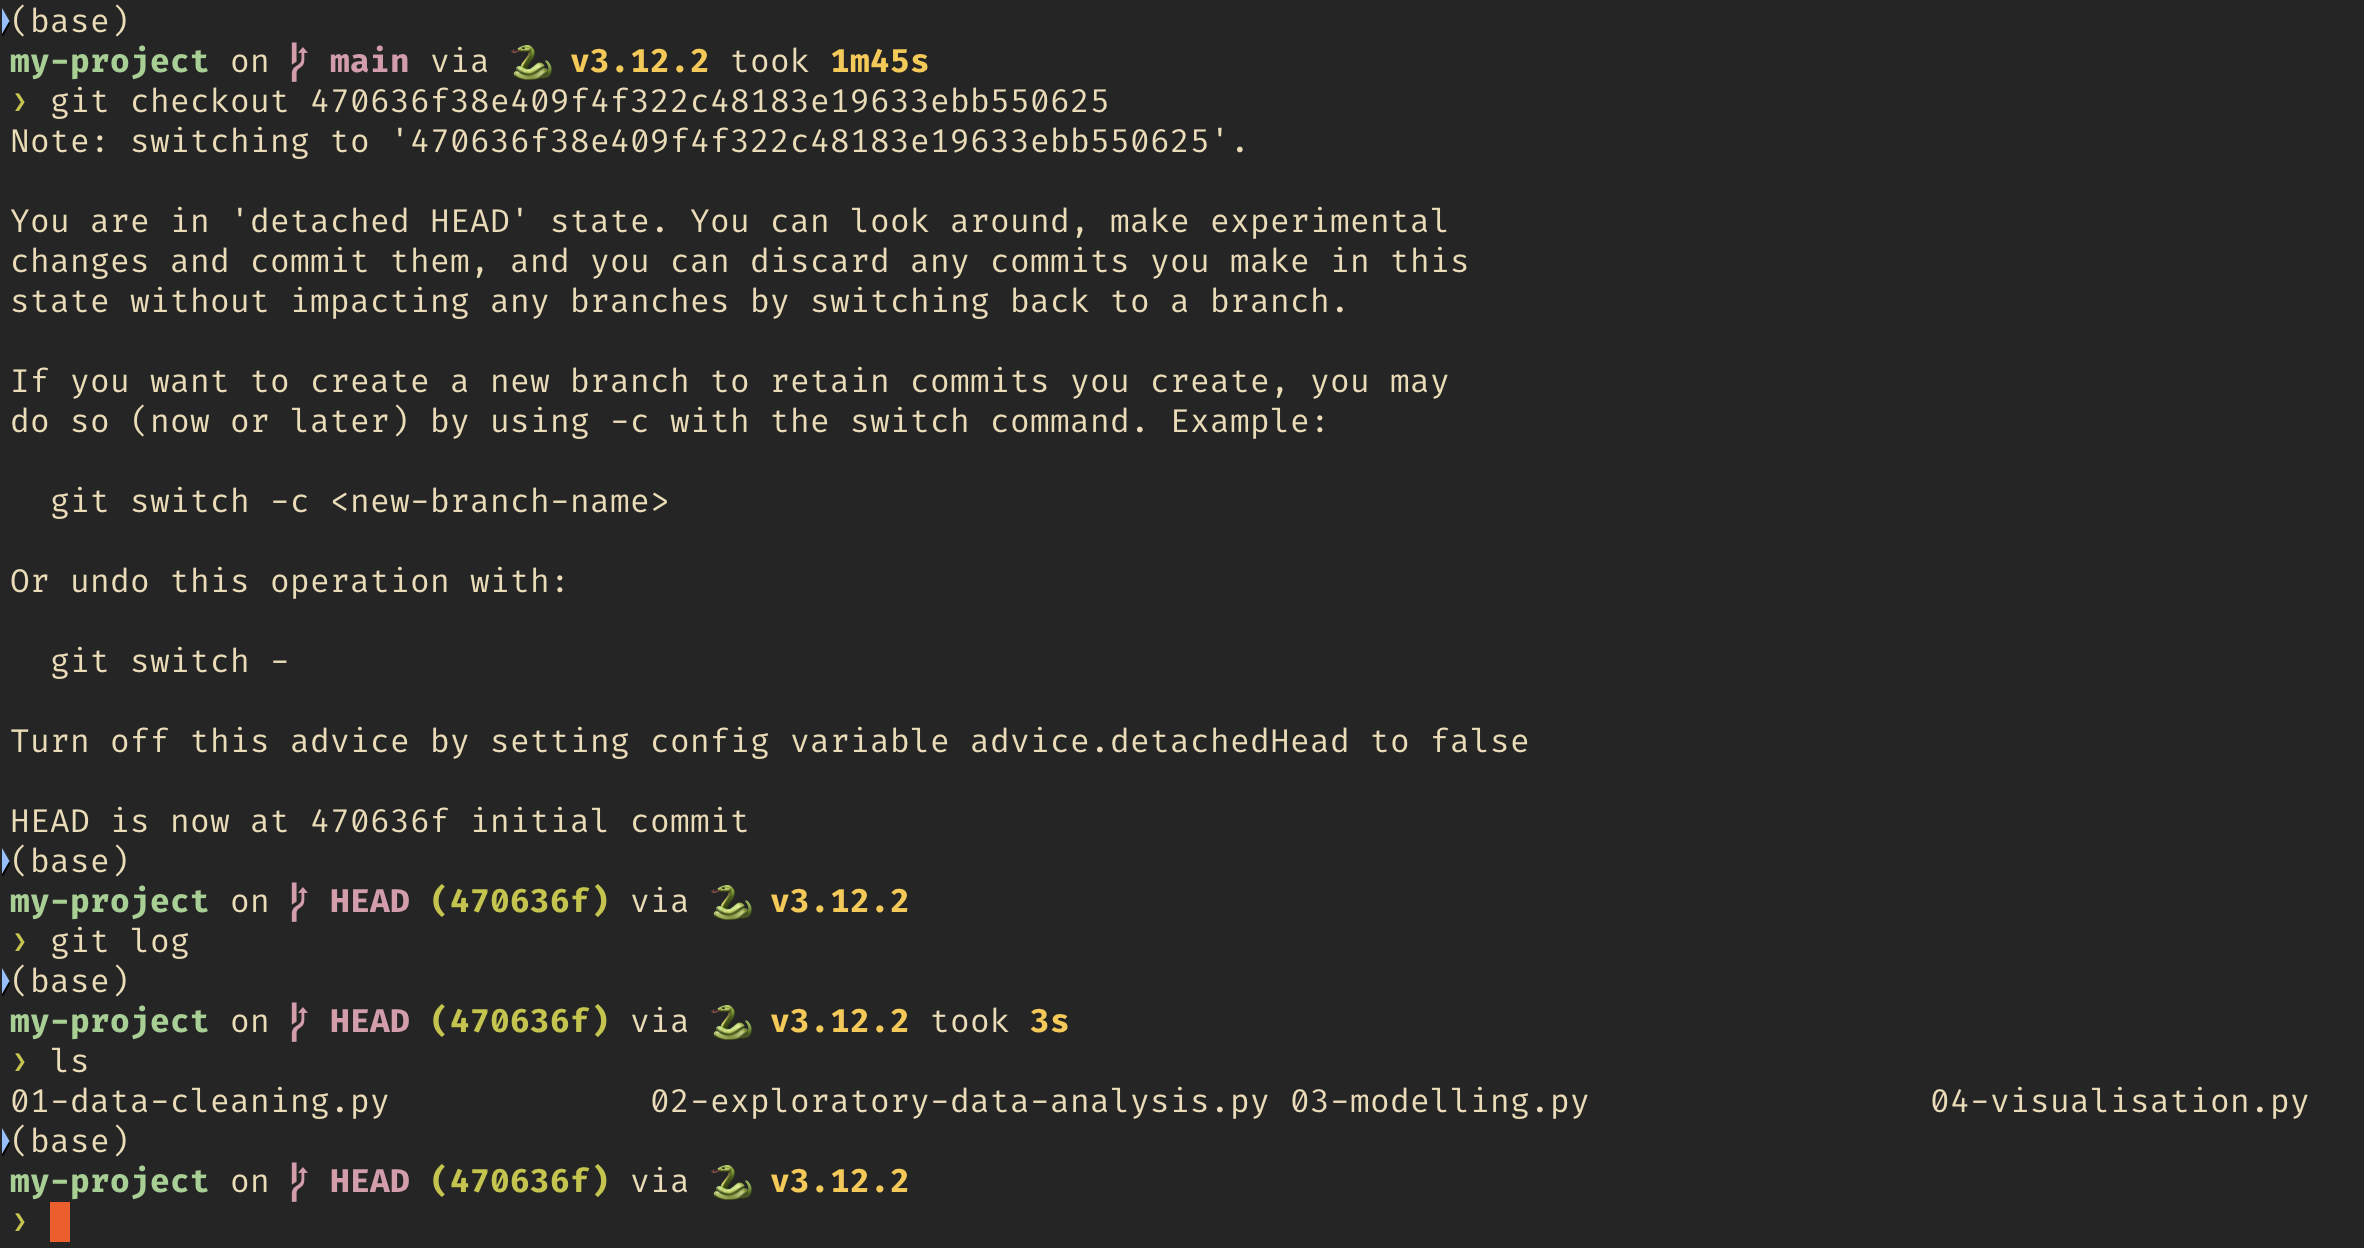 (base)
my-project on main via 🐍 v3.12.2 took 1m45s
❯ git checkout 470636f38e409f4f322c48183e19633ebb550625
Note: switching to '470636f38e409f4f322c48183e19633ebb550625'.
You are in 'detached HEAD' state. You can look around, make experimental
changes and commit them, and you can discard any commits you make in this
state without impacting any branches by switching back to a branch.
If you want to create a new branch to retain commits you create, you may
do so (now or later) by using -c with the switch command. Example:
git switch -c <new-branch-name>
Or undo this operation with:
git switch -
Turn off this advice by setting config variable advice.detachedHead to false
HEAD is now at 470636f initial commit
(base)
my-project on HEAD (470636f) via 🐍 v3.12.2
❯ git log
(base)
my-project on HEAD (470636f) via 🐍 v3.12.2 took 3s
❯ ls
01-data-cleaning.py 02-exploratory-data-analysis.py 03-modelling.py 04-visualisation.py
(base)
my-project on HEAD (470636f) via 🐍 v3.12.2
❯